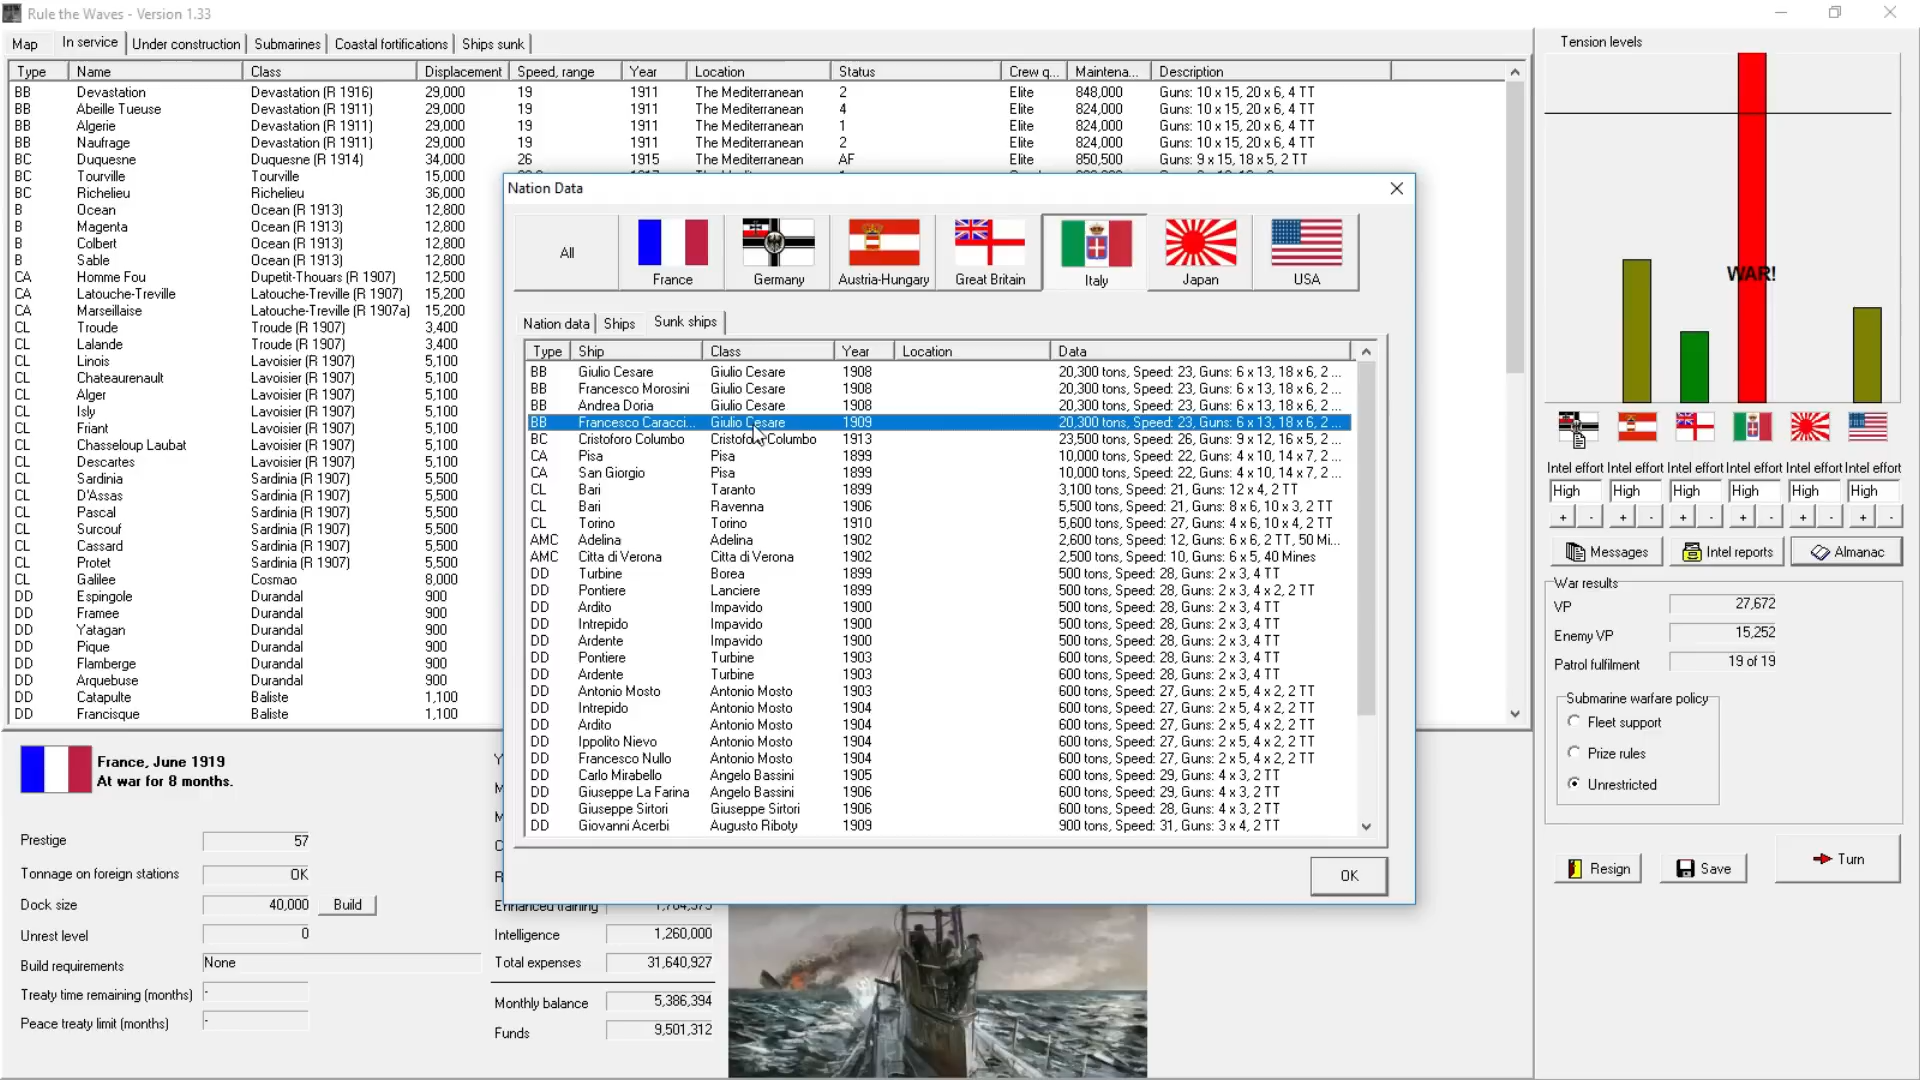 Rule the Waves - Version 1.33
Map In service Under construction Submarines Coastal fortifications Ships sunk
Type Name Class Displacement Speed, range Year Location Status Crew q... Maintena... Description
BB Devastation Devastation (R 1916) 29,000 19 1911 The Mediterranean 2 Elite 848,000 Guns: 10 x 15, 20 x 6, 4 TT
BB Abeille Tueuse Devastation (R 1911) 29,000 19 1911 The Mediterranean 4 Elite 824,000 Guns: 10 x 15, 20 x 6, 4 TT
BB Algerie Devastation (R 1911) 29,000 19 1911 The Mediterranean 1 Elite 824,000 Guns: 10 x 15, 20 x 6, 4 TT
BB Naufrage Devastation (R 1911) 29,000 19 1911 The Mediterranean 2 Elite 824,000 Guns: 10 x 15, 20 x 6, 4 TT
BC Duquesne Duquesne (R 1914) 34,000 26 1915 The Mediterranean AF Elite 850,500 Guns: 9 x 15, 18 x 5, 2 TT
BC Tourville Tourville 15,000
BC Richelieu Richelieu 36,000
B Ocean Ocean (R 1913) 12,800
B Magenta Ocean (R 1913) 12,800
B Colbert Ocean (R 1913) 12,800
B Sable Ocean (R 1913) 12,800
CA Homme Fou Dupetit-Thouars (R 1907) 12,500
CA Latouche-Treville Latouche-Treville (R 1907) 15,200
CA Marseillaise Latouche-Treville (R 1907a) 15,200
CL Troude Troude (R 1907) 3,400
CL Lalande Troude (R 1907) 3,400
CL Linois Lavoisier (R 1907) 5,100
CL Chateaurenault Lavoisier (R 1907) 5,100
CL Alger Lavoisier (R 1907) 5,100
CL Isly Lavoisier (R 1907) 5,100
CL Friant Lavoisier (R 1907) 5,100
CL Chasseloup Laubat Lavoisier (R 1907) 5,100
CL Descartes Lavoisier (R 1907) 5,100
CL Sardinia Sardinia (R 1907) 5,500
CL D'Assas Sardinia (R 1907) 5,500
CL Pascal Sardinia (R 1907) 5,500
CL Surcouf Sardinia (R 1907) 5,500
CL Cassard Sardinia (R 1907) 5,500
CL Protet Sardinia (R 1907) 5,500
CL Galilee Cosmao 8,000
DD Espingole Durandal 900
DD Framee Durandal 900
DD Yatagan Durandal 900
DD Pique Durandal 900
DD Flamberge Durandal 900
DD Arquebuse Durandal 900
DD Catapulte Baliste 1,100
DD Francisque Baliste 1,100
Nation Data
All France Germany Austria-Hungary Great Britain Italy Japan USA
Nation data Ships Sunk ships
Type Ship Class Year Location Data
BB Giulio Cesare Giulio Cesare 1908 20,300 tons, Speed: 23, Guns: 6 x 13, 18 x 6, 2 ...
BB Francesco Morosini Giulio Cesare 1908 20,300 tons, Speed: 23, Guns: 6 x 13, 18 x 6, 2 ...
BB Andrea Doria Giulio Cesare 1908 20,300 tons, Speed: 23, Guns: 6 x 13, 18 x 6, 2 ...
BB Francesco Caracci... Giulio Cesare 1909 20,300 tons, Speed: 23, Guns: 6 x 13, 18 x 6, 2 ...
BC Cristoforo Columbo Cristoforo Columbo 1913 23,500 tons, Speed: 26, Guns: 9 x 12, 16 x 5, 2 ...
CA Pisa Pisa 1899 10,000 tons, Speed: 22, Guns: 4 x 10, 14 x 7, 2 ...
CA San Giorgio Pisa 1899 10,000 tons, Speed: 22, Guns: 4 x 10, 14 x 7, 2 ...
CL Bari Taranto 1899 3,100 tons, Speed: 21, Guns: 12 x 4, 2 TT
CL Bari Ravenna 1906 5,500 tons, Speed: 21, Guns: 8 x 6, 10 x 3, 2 TT
CL Torino Torino 1910 5,600 tons, Speed: 27, Guns: 4 x 6, 10 x 4, 2 TT
AMC Adelina Adelina 1902 2,600 tons, Speed: 12, Guns: 6 x 6, 2 TT, 50 Mi...
AMC Citta di Verona Citta di Verona 1902 2,500 tons, Speed: 10, Guns: 6 x 5, 40 Mines
DD Turbine Borea 1899 500 tons, Speed: 28, Guns: 2 x 3, 4 TT
DD Pontiere Lanciere 1899 500 tons, Speed: 28, Guns: 2 x 3, 4 x 2, 2 TT
DD Ardito Impavido 1900 500 tons, Speed: 28, Guns: 2 x 3, 4 TT
DD Intrepido Impavido 1900 500 tons, Speed: 28, Guns: 2 x 3, 4 TT
DD Ardente Impavido 1900 500 tons, Speed: 28, Guns: 2 x 3, 4 TT
DD Pontiere Turbine 1903 600 tons, Speed: 28, Guns: 2 x 3, 4 TT
DD Ardente Turbine 1903 600 tons, Speed: 28, Guns: 2 x 3, 4 TT
DD Antonio Mosto Antonio Mosto 1903 600 tons, Speed: 27, Guns: 2 x 5, 4 x 2, 2 TT
DD Intrepido Antonio Mosto 1904 600 tons, Speed: 27, Guns: 2 x 5, 4 x 2, 2 TT
DD Ardito Antonio Mosto 1904 600 tons, Speed: 27, Guns: 2 x 5, 4 x 2, 2 TT
DD Ippolito Nievo Antonio Mosto 1904 600 tons, Speed: 27, Guns: 2 x 5, 4 x 2, 2 TT
DD Francesco Nullo Antonio Mosto 1904 600 tons, Speed: 27, Guns: 2 x 5, 4 x 2, 2 TT
DD Carlo Mirabello Angelo Bassini 1905 600 tons, Speed: 29, Guns: 4 x 3, 2 TT
DD Giuseppe La Farina Angelo Bassini 1906 600 tons, Speed: 29, Guns: 4 x 3, 2 TT
DD Giuseppe Sirtori Giuseppe Sirtori 1906 600 tons, Speed: 28, Guns: 4 x 3, 2 TT
DD Giovanni Acerbi Augusto Riboty 1909 900 tons, Speed: 31, Guns: 3 x 4, 2 TT
OK
Tension levels
WAR!
Intel effort Intel effort Intel effort Intel effort Intel effort Intel effort
High High High High High High
+ - + - + - + - + - + -
Messages Intel reports Almanac
War results
VP 27,672
Enemy VP 15,252
Patrol fulfilment 19 of 19
Submarine warfare policy
Fleet support
Prize rules
Unrestricted
Resign Save Turn
France, June 1919
At war for 8 months.
Prestige 57
Tonnage on foreign stations OK
Dock size 40,000 Build
Unrest level 0
Build requirements None
Treaty time remaining (months) -
Peace treaty limit (months) -
Enhanced training
Intelligence 1,260,000
Total expenses 31,640,927
Monthly balance 5,386,394
Funds 9,501,312